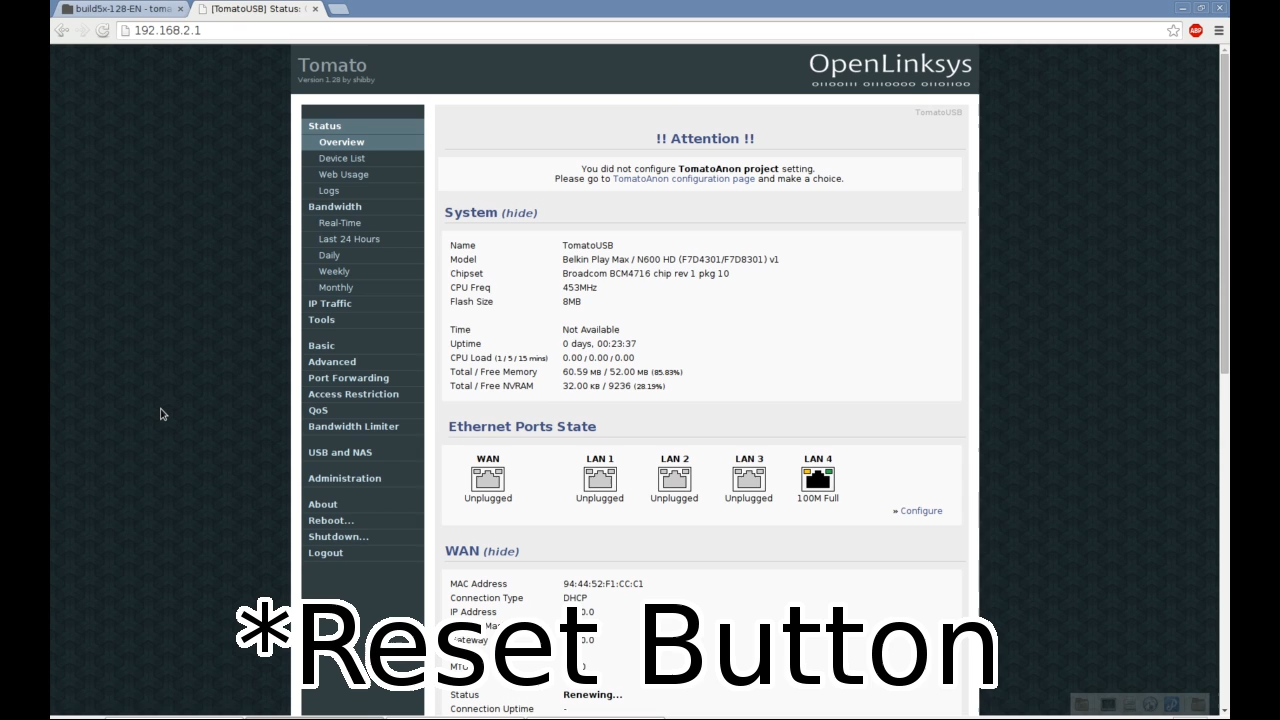 build5x-128-EN - toma
[TomatoUSB] Status:
192.168.2.1
ABP
Tomato
Version 1.28 by shibby
OpenLinksys
TomatoUSB
Status
Overview
Device List
Web Usage
Logs
Bandwidth
Real-Time
Last 24 Hours
Daily
Weekly
Monthly
IP Traffic
Tools
Basic
Advanced
Port Forwarding
Access Restriction
QoS
Bandwidth Limiter
USB and NAS
Administration
About
Reboot...
Shutdown...
Logout
!! Attention !!
You did not configure TomatoAnon project setting.
Please go to TomatoAnon configuration page and make a choice.
System (hide)
Name TomatoUSB
Model Belkin Play Max / N600 HD (F7D4301/F7D8301) v1
Chipset Broadcom BCM4716 chip rev 1 pkg 10
CPU Freq 453MHz
Flash Size 8MB
Time Not Available
Uptime 0 days, 00:23:37
CPU Load (1 / 5 / 15 mins) 0.00 / 0.00 / 0.00
Total / Free Memory 60.59 MB / 52.00 MB (85.83%)
Total / Free NVRAM 32.00 KB / 9236 (28.19%)
Ethernet Ports State
WAN LAN 1 LAN 2 LAN 3 LAN 4
Unplugged Unplugged Unplugged Unplugged 100M Full
» Configure
WAN (hide)
MAC Address 94:44:52:F1:CC:C1
Connection Type DHCP
IP Address
*Reset Button
Status Renewing...
Connection Uptime -